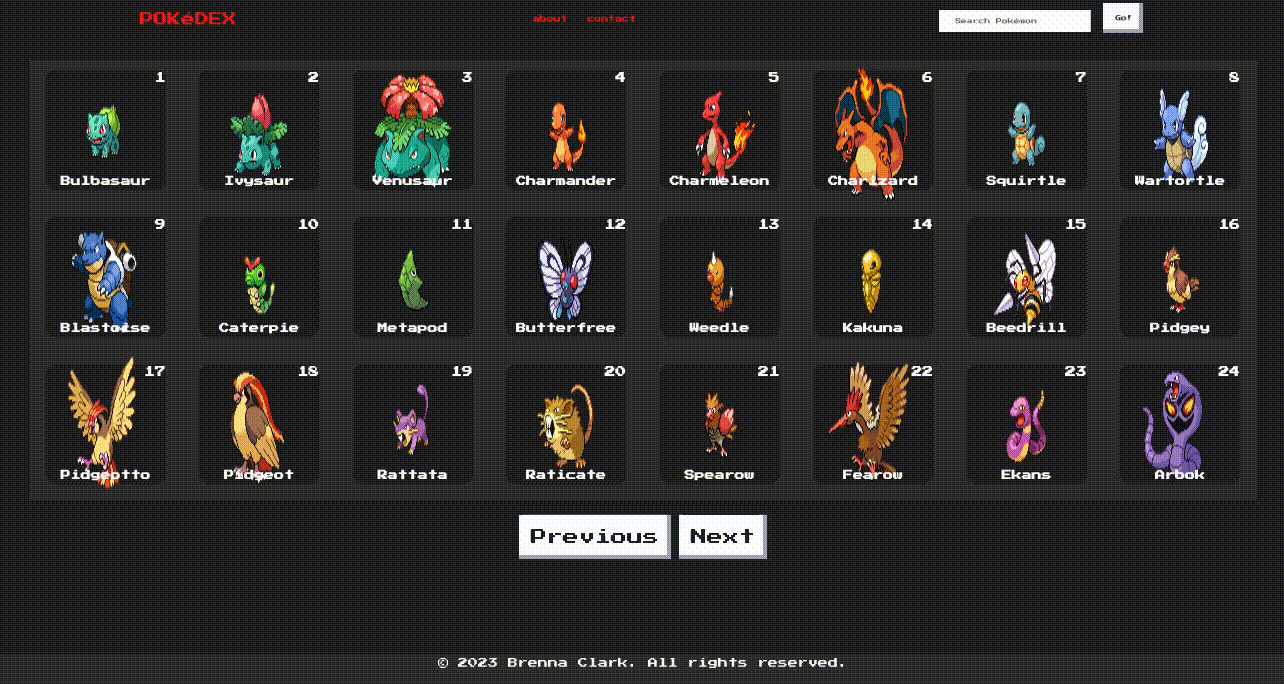 POKéDEX about contact Search Pokémon Go!
1 2 3 4 5 6 7 8
Bulbasaur Ivysaur Venusaur Charmander Charmeleon Charizard Squirtle Wartortle
9 10 11 12 13 14 15 16
Blastoise Caterpie Metapod Butterfree Weedle Kakuna Beedrill Pidgey
17 18 19 20 21 22 23 24
Pidgeotto Pidgeot Rattata Raticate Spearow Fearow Ekans Arbok
Previous Next
© 2023 Brenna Clark. All rights reserved.